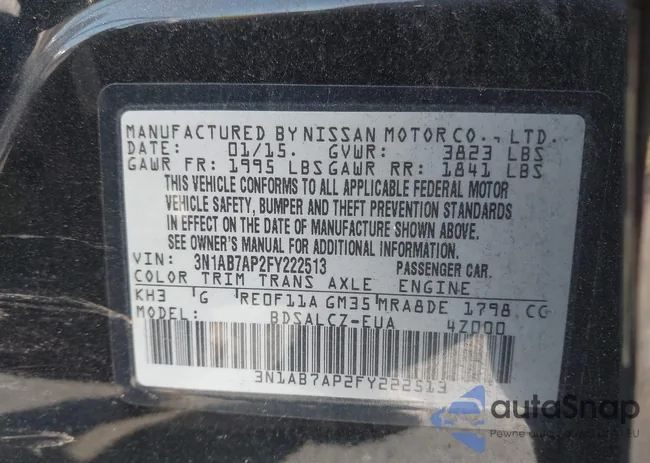 MANUFACTURED BY NISSAN MOTOR CO., LTD.
DATE: 01/15. GVWR: 3823 LBS
GAWR FR: 1995 LBS GAWR RR: 1841 LBS
THIS VEHICLE CONFORMS TO ALL APPLICABLE FEDERAL MOTOR
VEHICLE SAFETY, BUMPER AND THEFT PREVENTION STANDARDS
IN EFFECT ON THE DATE OF MANUFACTURE SHOWN ABOVE.
SEE OWNER'S MANUAL FOR ADDITIONAL INFORMATION.
VIN: 3N1AB7AP2FY222513 PASSENGER CAR.
COLOR TRIM TRANS AXLE ENGINE
KH3 G RE0F11A GM35 MRA8DE 1798 CC
MODEL: BDSALCZ-EUA 4Z000
3N1AB7AP2FY222513
autoSnap